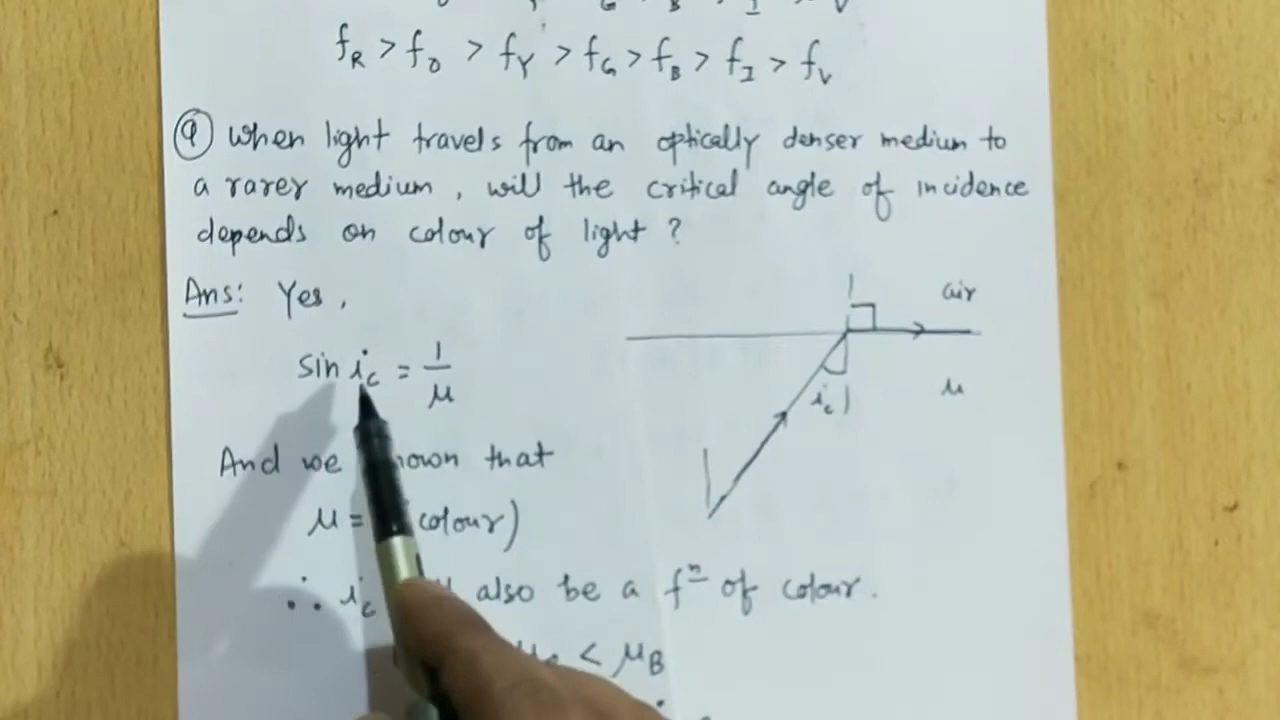 f_R > f_O > f_Y > f_G > f_B > f_I > f_V
Q When light travels from an optically denser medium to
a rarer medium, will the critical angle of incidence
depends on colour of light ?
Ans: Yes,
air
sin i_c = 1/μ
μ
i_c
And we known that
μ = colour)
∴ i_c also be a fⁿ of colour.
< μ_B